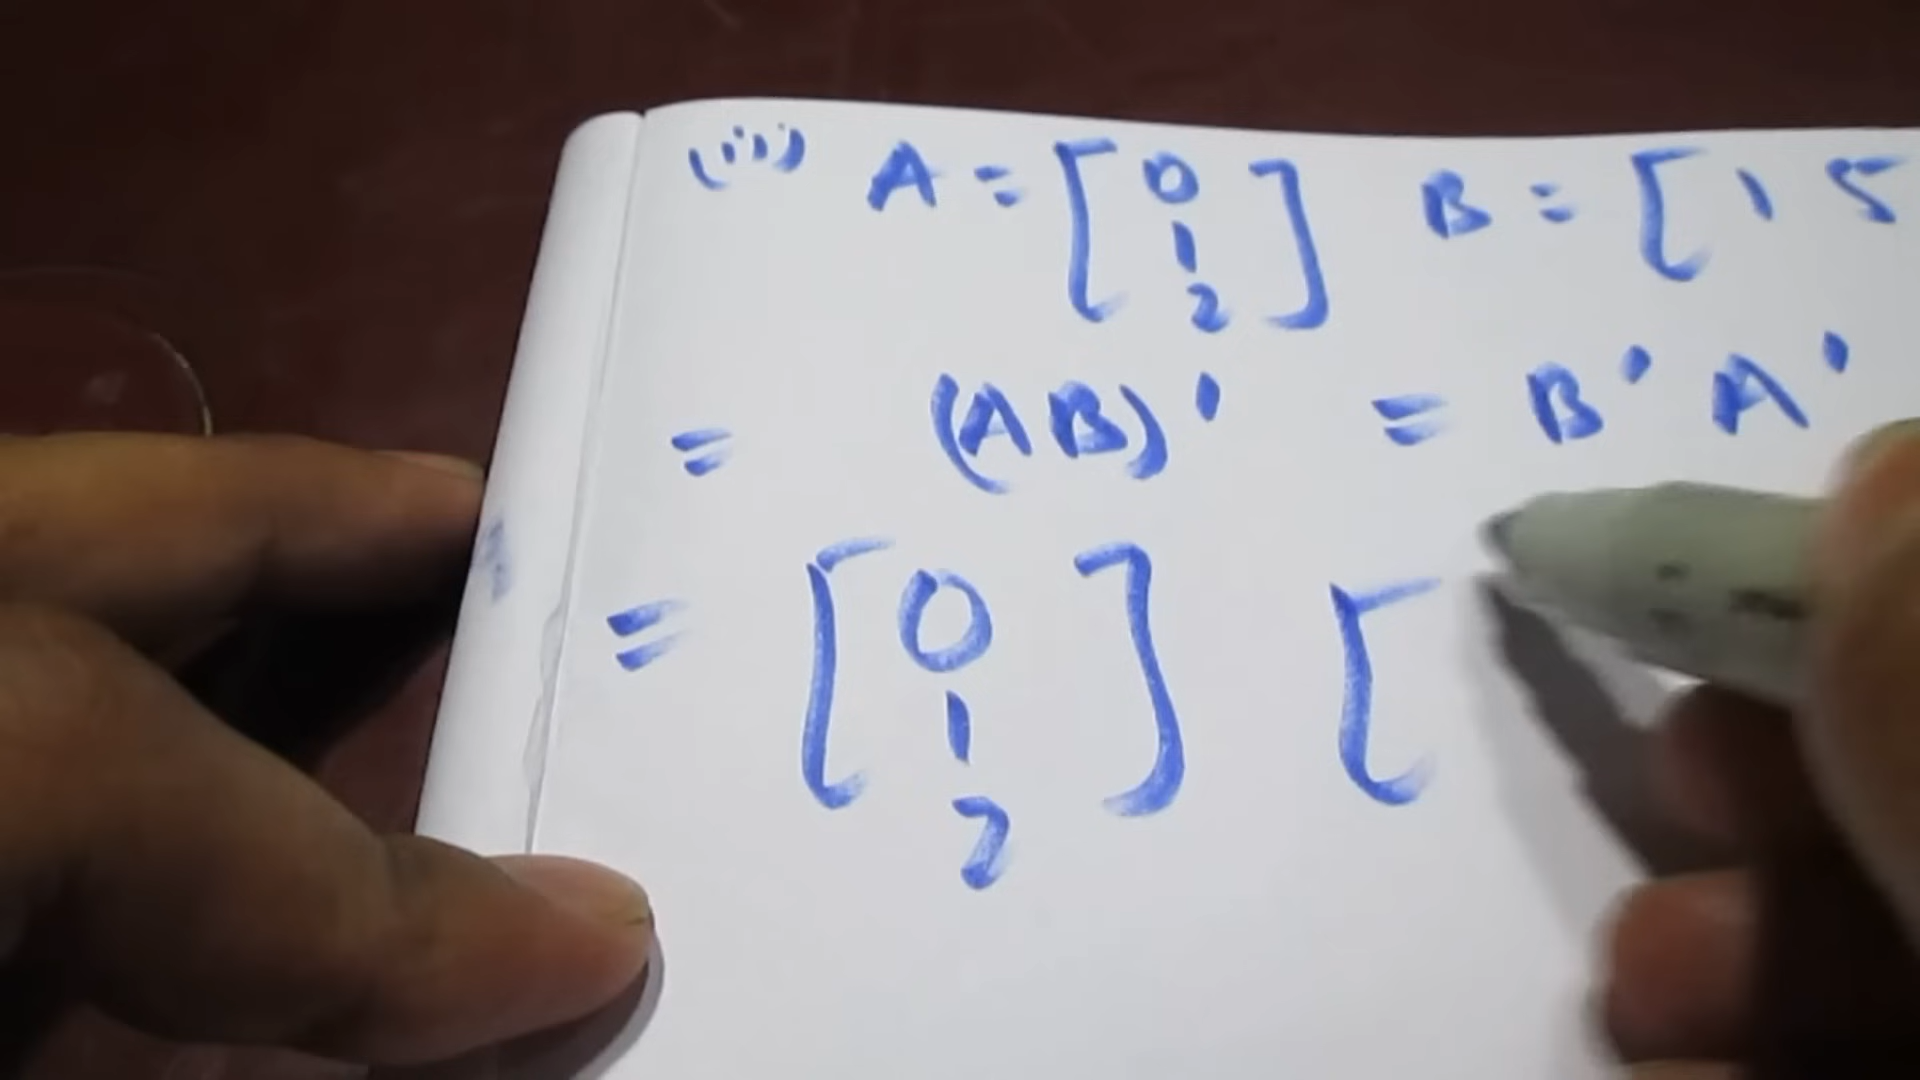 (ii) A = [ 0 ] B = [ 1 5
1
2
= (AB)' = B' A'
= [ 0 ] [
1
2